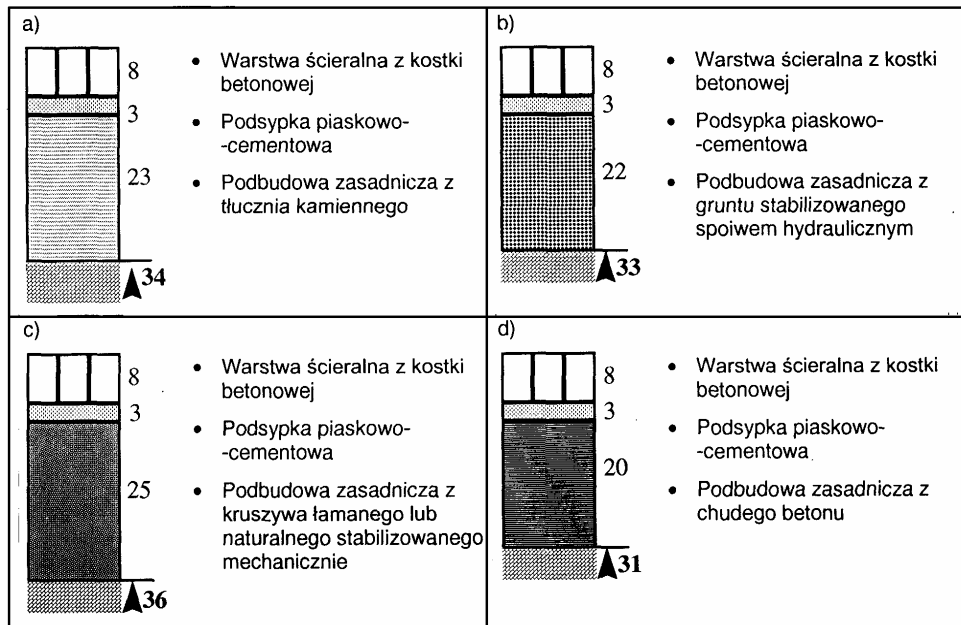 a)
8
3
23
34
• Warstwa ścieralna z kostki
betonowej
• Podsypka piaskowo-
-cementowa
• Podbudowa zasadnicza z
tłucznia kamiennego
b)
8
3
22
33
• Warstwa ścieralna z kostki
betonowej
• Podsypka piaskowo-
-cementowa
• Podbudowa zasadnicza z
gruntu stabilizowanego
spoiwem hydraulicznym
c)
8
3
25
36
• Warstwa ścieralna z kostki
betonowej
• Podsypka piaskowo-
-cementowa
• Podbudowa zasadnicza z
kruszywa łamanego lub
naturalnego stabilizowanego
mechanicznie
d)
8
3
20
31
• Warstwa ścieralna z kostki
betonowej
• Podsypka piaskowo-
-cementowa
• Podbudowa zasadnicza z
chudego betonu